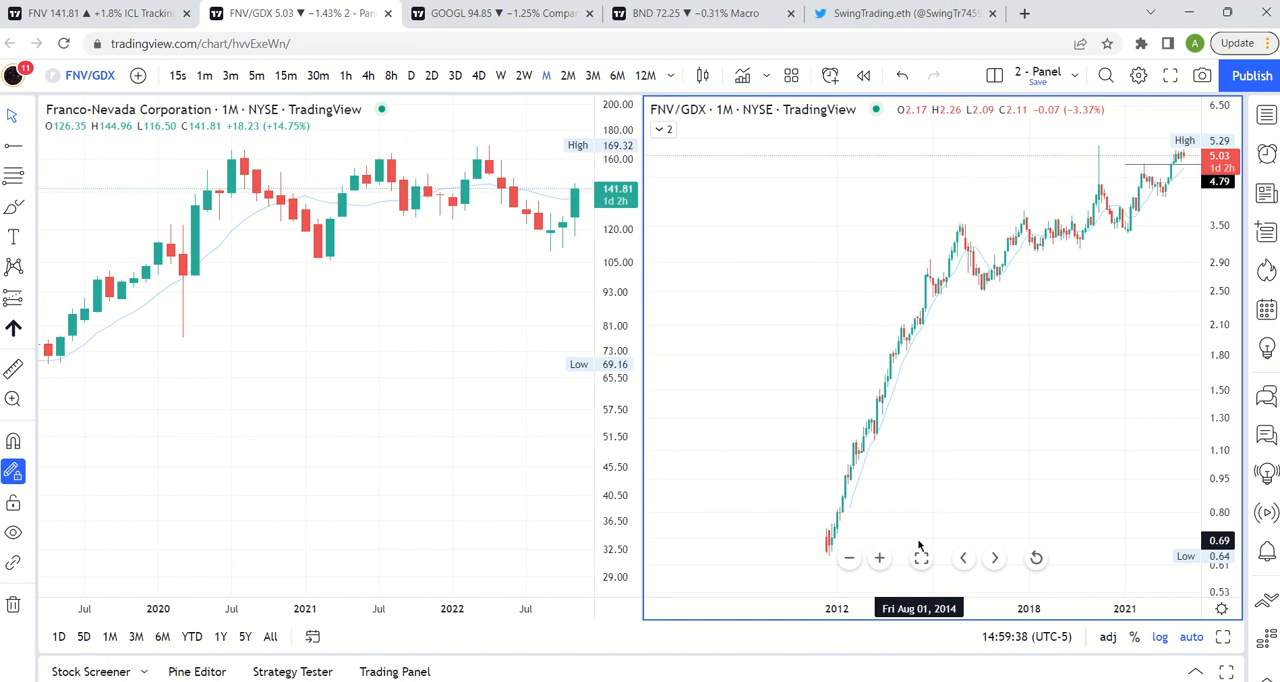 FNV 141.81 ▲ +1.8% ICL Tracking
FNV/GDX 5.03 ▼ −1.43% 2 - Pan
GOOGL 94.85 ▼ −1.25% Compa
BND 72.25 ▼ −0.31% Macro
SwingTrading.eth (@SwingTr7459
tradingview.com/chart/hvvExeWn/
A
Update
11
F
FNV/GDX
15s 1m 3m 5m 15m 30m 1h 4h 8h D 2D 3D 4D W 2W M 2M 3M 6M 12M
2 - Panel
Save
Publish
Franco-Nevada Corporation · 1M · NYSE · TradingView
O126.35 H144.96 L116.50 C141.81 +18.23 (+14.75%)
200.00
180.00
High 169.32
160.00
141.81
1d 2h
120.00
105.00
93.00
81.00
73.00
Low 69.16
65.50
57.50
51.50
45.50
40.50
36.50
32.50
29.00
Jul 2020 Jul 2021 Jul 2022 Jul
FNV/GDX · 1M · NYSE · TradingView
O2.17 H2.26 L2.09 C2.11 −0.07 (−3.37%)
2
6.50
High 5.29
5.03
1d 2h
4.79
3.50
2.90
2.50
2.10
1.80
1.50
1.30
1.10
0.95
0.80
0.69
Low 0.64
0.61
0.53
2012 Fri Aug 01, 2014 2018 2021
1D 5D 1M 3M 6M YTD 1Y 5Y All
14:59:38 (UTC-5)
adj % log auto
Stock Screener Pine Editor Strategy Tester Trading Panel